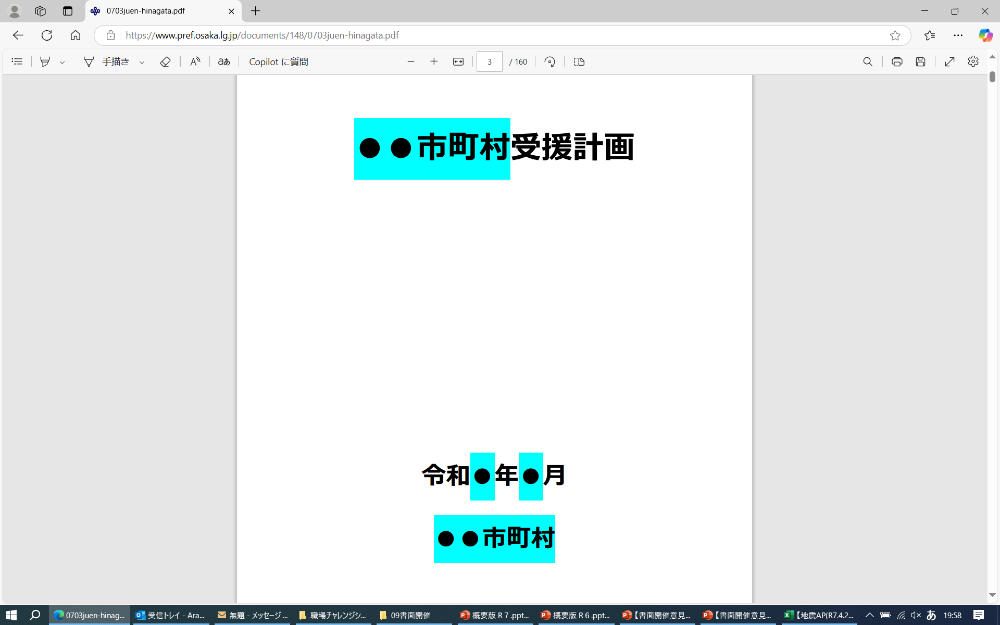 0703juen-hinagata.pdf
https://www.pref.osaka.lg.jp/documents/148/0703juen-hinagata.pdf
手描き
aあ
Copilot に質問
3 / 160
●●市町村受援計画
令和●年●月
●●市町村
0703juen-hinag...
受信トレイ - Ara...
無題 - メッセージ ...
職場チャレンジシ...
09書面開催
概要版 R 7 .ppt...
概要版 R 6 .ppt...
【書面開催意見...
【書面開催意見...
【地震AP(R7.4.2...
あ
19:58